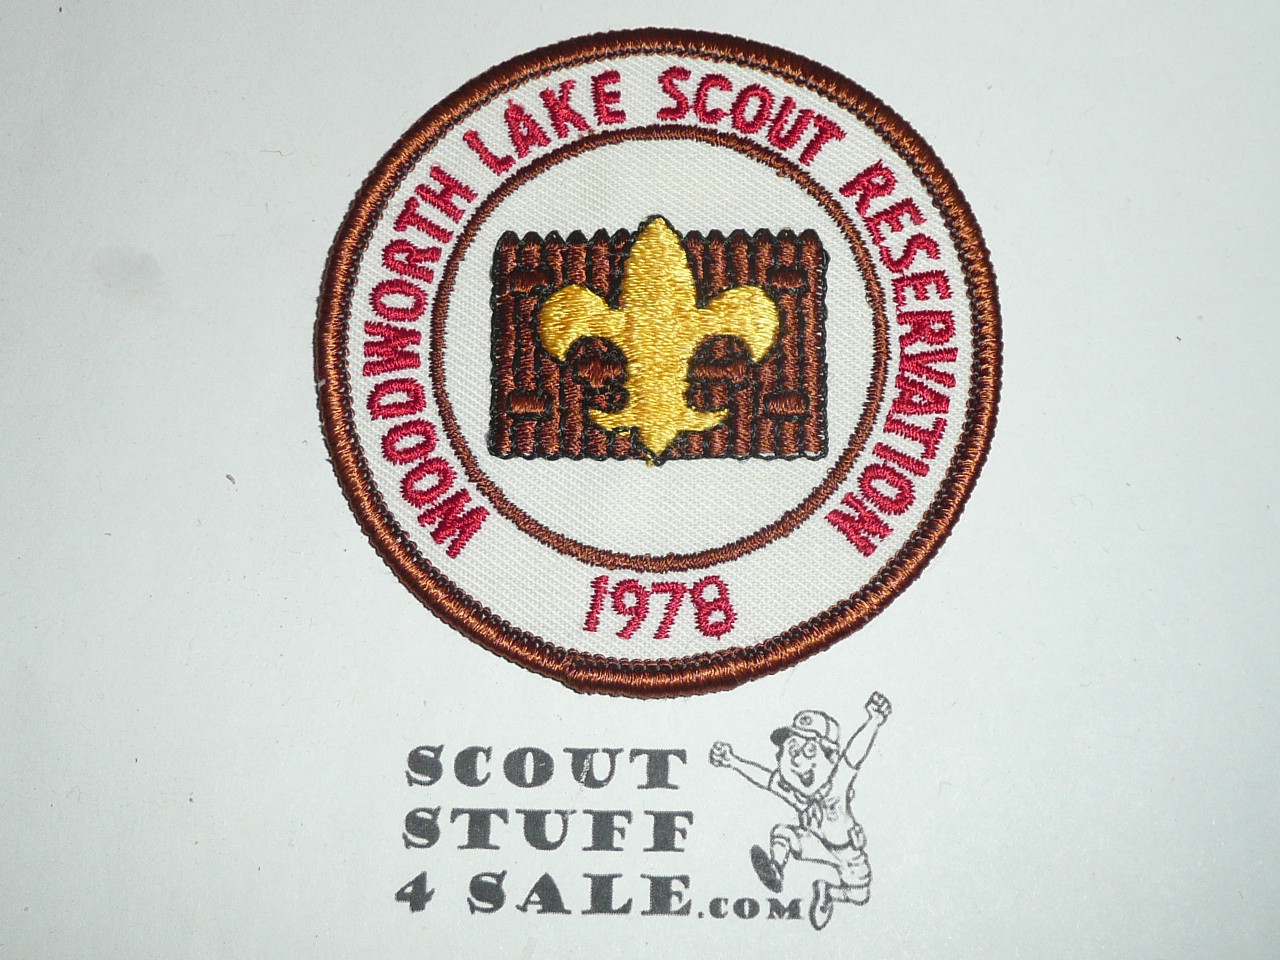 WOODWORTH LAKE SCOUT RESERVATION
1978
SCOUT
STUFF
4 SALE.COM